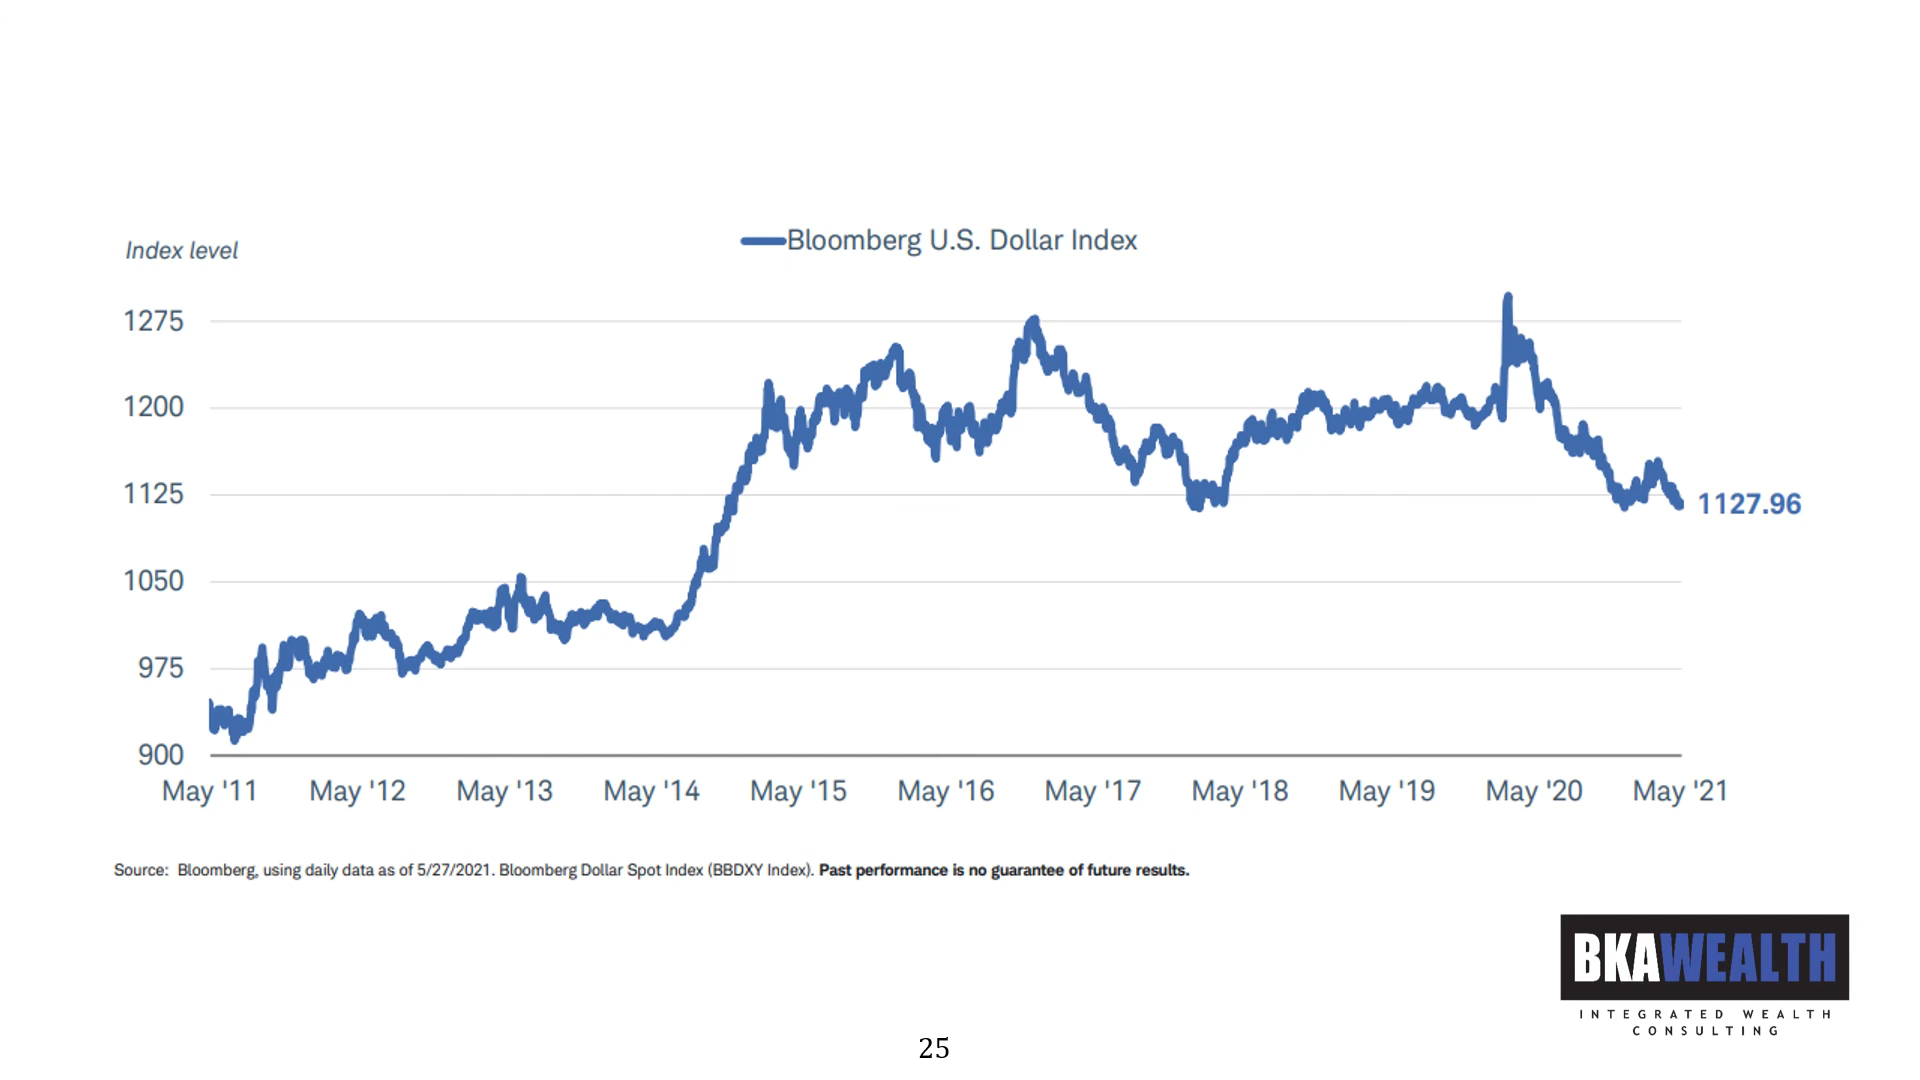 Index level
Bloomberg U.S. Dollar Index
1275
1200
1125
1127.96
1050
975
900
May '11 May '12 May '13 May '14 May '15 May '16 May '17 May '18 May '19 May '20 May '21
Source: Bloomberg, using daily data as of 5/27/2021. Bloomberg Dollar Spot Index (BBDXY Index). Past performance is no guarantee of future results.
BKAWEALTH
INTEGRATED WEALTH
CONSULTING
25